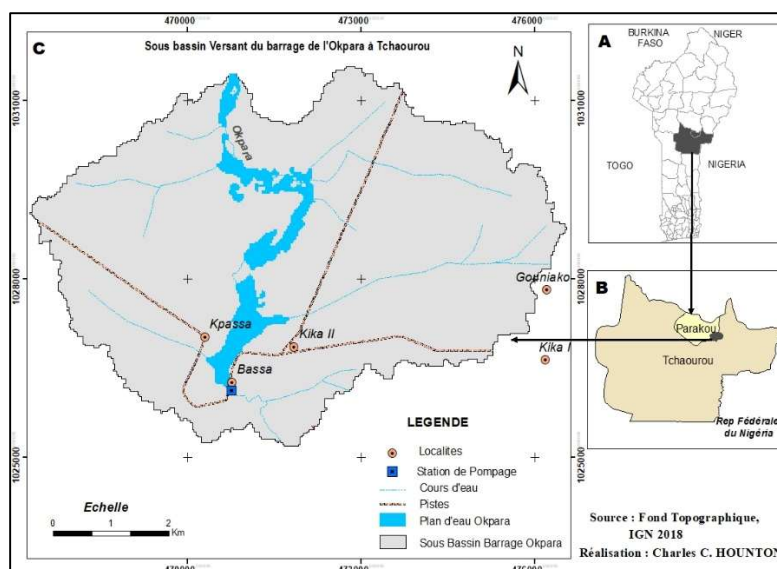 470000
473000
476000
C
Sous bassin Versant du barrage de l'Okpara à Tchaourou
N
1031000
1031000
Okpara
1028000
1028000
Gouniako
Kpassa
Kika II
Kika I
Bassa
1025000
1025000
LEGENDE
Localites
Station de Pompage
Cours d'eau
Pistes
Plan d'eau Okpara
Sous Bassin Barrage Okpara
Echelle
0
1
2
Km
470000
473000
476000
A
BURKINA
FASO
NIGER
TOGO
NIGERIA
B
Parakou
Tchaourou
Rep Fédérale
du Nigéria
Source : Fond Topographique,
IGN 2018
Réalisation : Charles C. HOUNTON